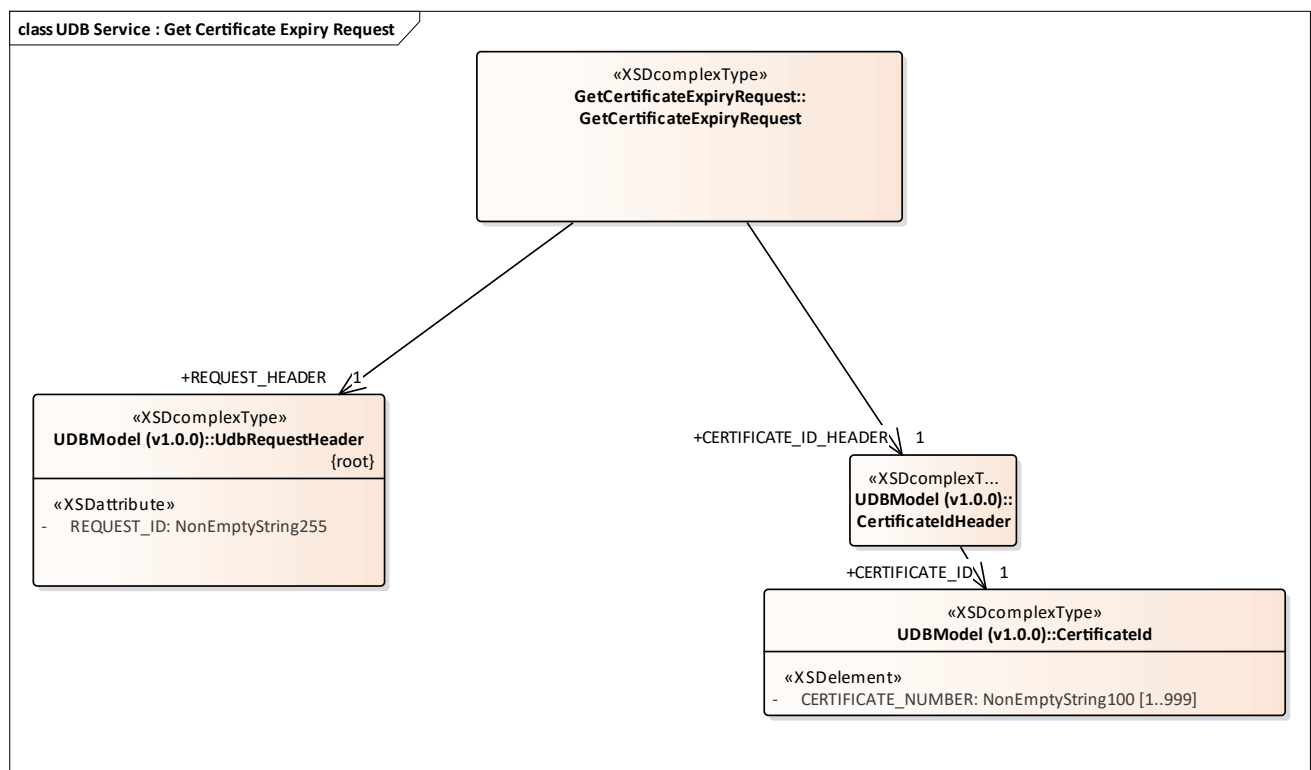 class UDB Service : Get Certificate Expiry Request
«XSDcomplexType»
GetCertificateExpiryRequest::
GetCertificateExpiryRequest
+REQUEST_HEADER 1
«XSDcomplexType»
UDBModel (v1.0.0)::UdbRequestHeader
{root}
«XSDattribute»
- REQUEST_ID: NonEmptyString255
+CERTIFICATE_ID_HEADER 1
«XSDcomplexT...
UDBModel (v1.0.0)::
CertificateIdHeader
+CERTIFICATE_ID 1
«XSDcomplexType»
UDBModel (v1.0.0)::CertificateId
«XSDelement»
- CERTIFICATE_NUMBER: NonEmptyString100 [1..999]